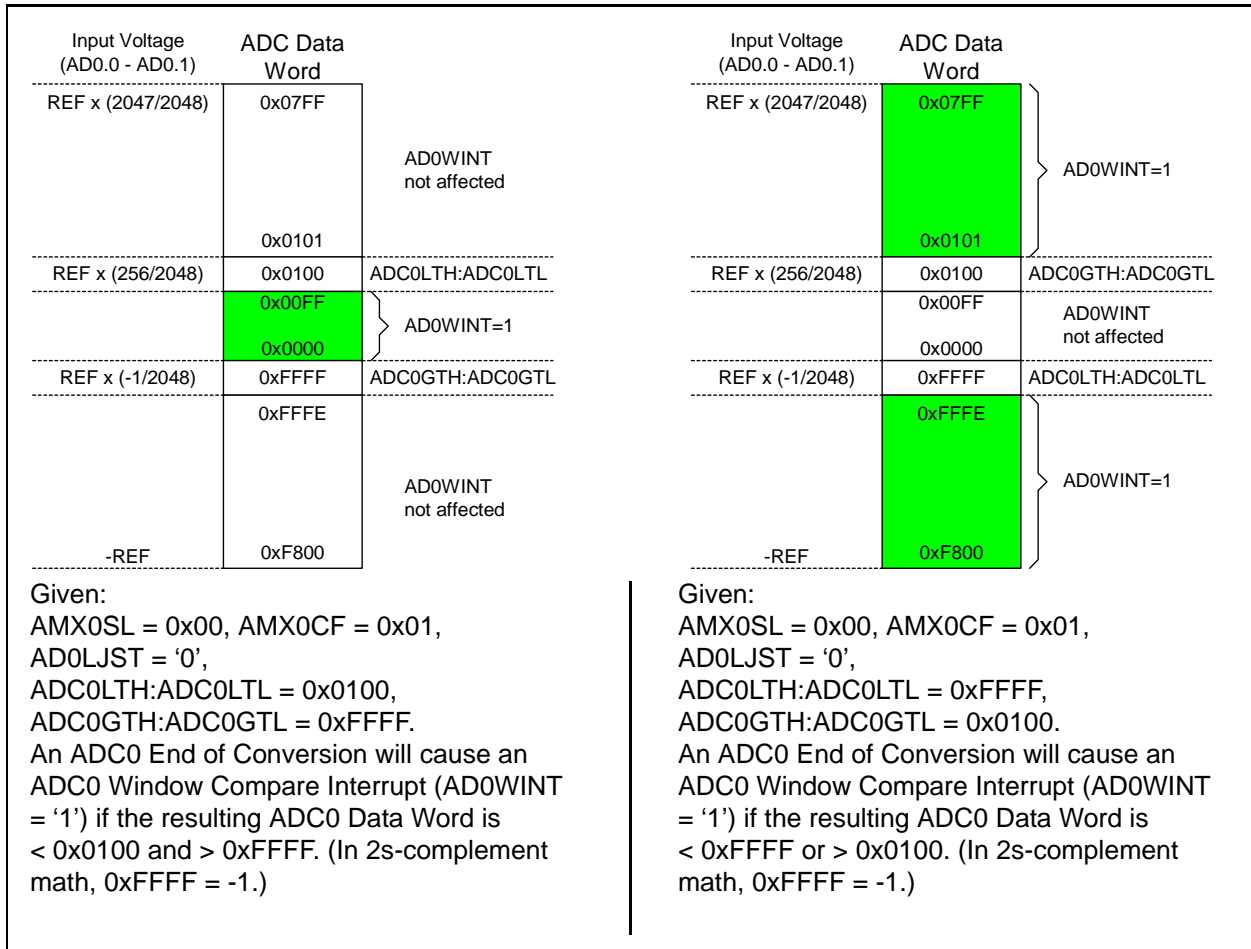 Input Voltage
(AD0.0 - AD0.1)
ADC Data
Word
REF x (2047/2048)
0x07FF
AD0WINT
not affected
0x0101
REF x (256/2048)
0x0100
ADC0LTH:ADC0LTL
0x00FF
AD0WINT=1
0x0000
REF x (-1/2048)
0xFFFF
ADC0GTH:ADC0GTL
0xFFFE
AD0WINT
not affected
-REF
0xF800
Given:
AMX0SL = 0x00, AMX0CF = 0x01,
AD0LJST = ‘0’,
ADC0LTH:ADC0LTL = 0x0100,
ADC0GTH:ADC0GTL = 0xFFFF.
An ADC0 End of Conversion will cause an
ADC0 Window Compare Interrupt (AD0WINT
= ‘1’) if the resulting ADC0 Data Word is
< 0x0100 and > 0xFFFF. (In 2s-complement
math, 0xFFFF = -1.)
Input Voltage
(AD0.0 - AD0.1)
ADC Data
Word
REF x (2047/2048)
0x07FF
AD0WINT=1
0x0101
REF x (256/2048)
0x0100
ADC0GTH:ADC0GTL
0x00FF
AD0WINT
not affected
0x0000
REF x (-1/2048)
0xFFFF
ADC0LTH:ADC0LTL
0xFFFE
AD0WINT=1
-REF
0xF800
Given:
AMX0SL = 0x00, AMX0CF = 0x01,
AD0LJST = ‘0’,
ADC0LTH:ADC0LTL = 0xFFFF,
ADC0GTH:ADC0GTL = 0x0100.
An ADC0 End of Conversion will cause an
ADC0 Window Compare Interrupt (AD0WINT
= ‘1’) if the resulting ADC0 Data Word is
< 0xFFFF or > 0x0100. (In 2s-complement
math, 0xFFFF = -1.)